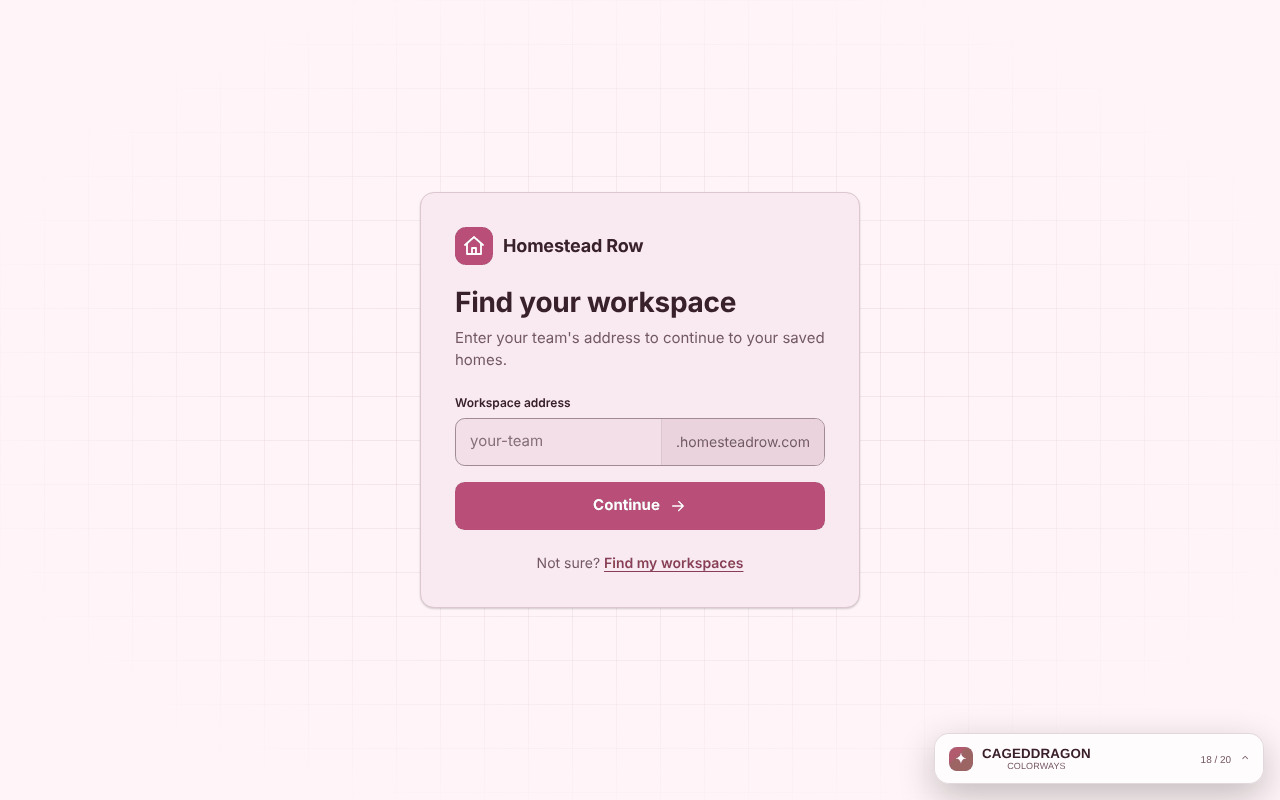 Homestead Row
Find your workspace
Enter your team's address to continue to your saved
homes.
Workspace address
your-team
.homesteadrow.com
Continue →
Not sure? Find my workspaces
CAGEDDRAGON
COLORWAYS
18 / 20